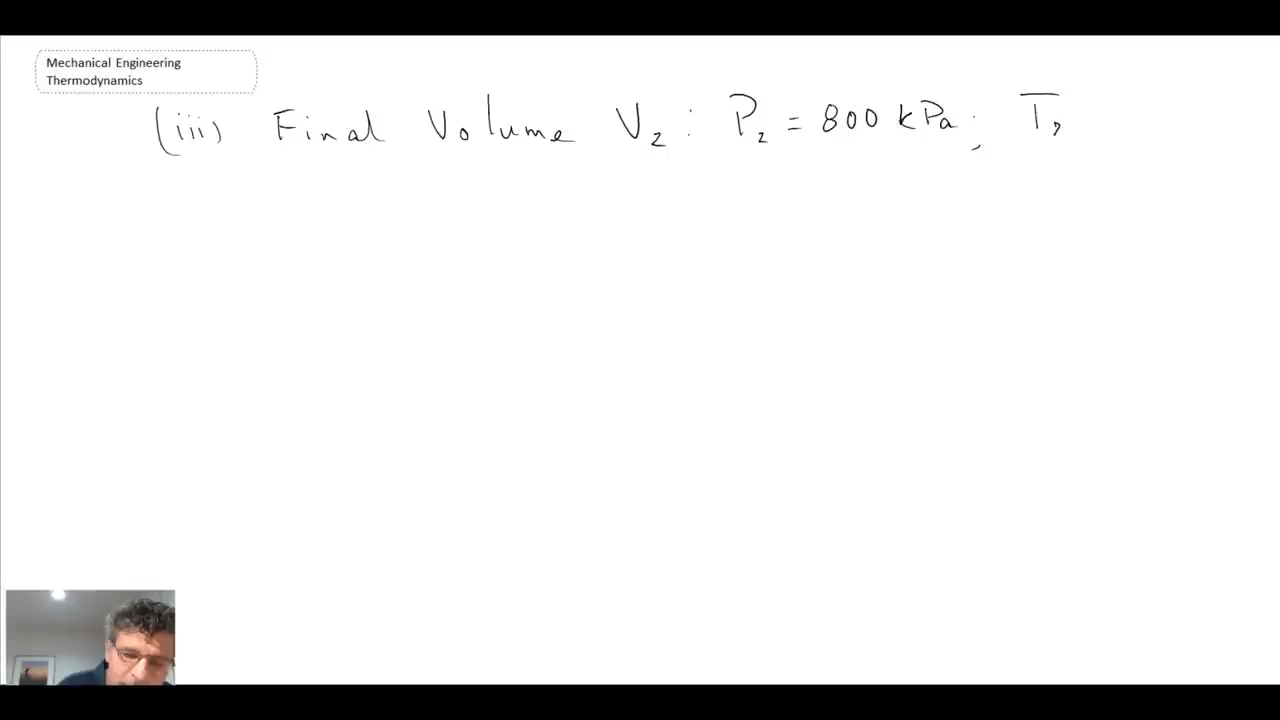 Mechanical Engineering
Thermodynamics
(iii) Final Volume V₂ : P₂ = 800 kPa ; T₂